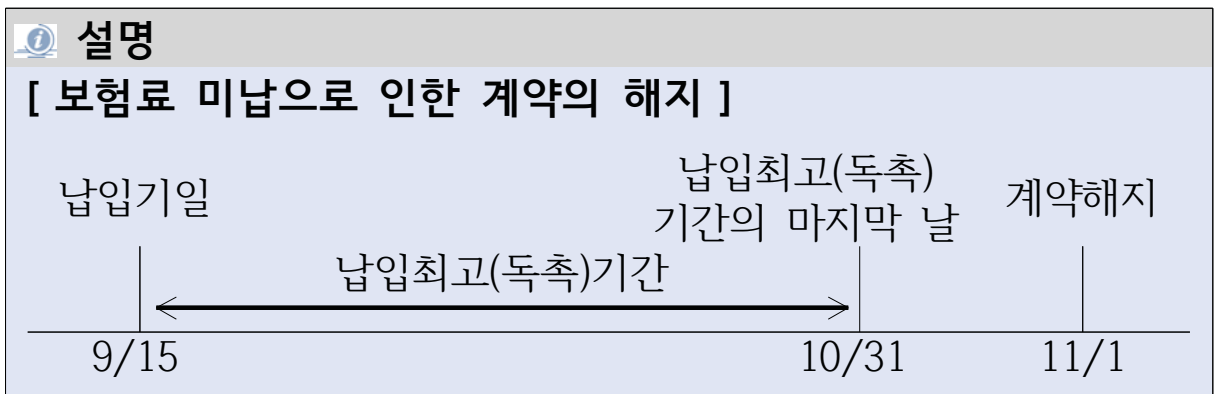 설명
[ 보험료 미납으로 인한 계약의 해지 ]
납입기일
납입최고(독촉)
기간의 마지막 날
계약해지
납입최고(독촉)기간
9/15
10/31
11/1